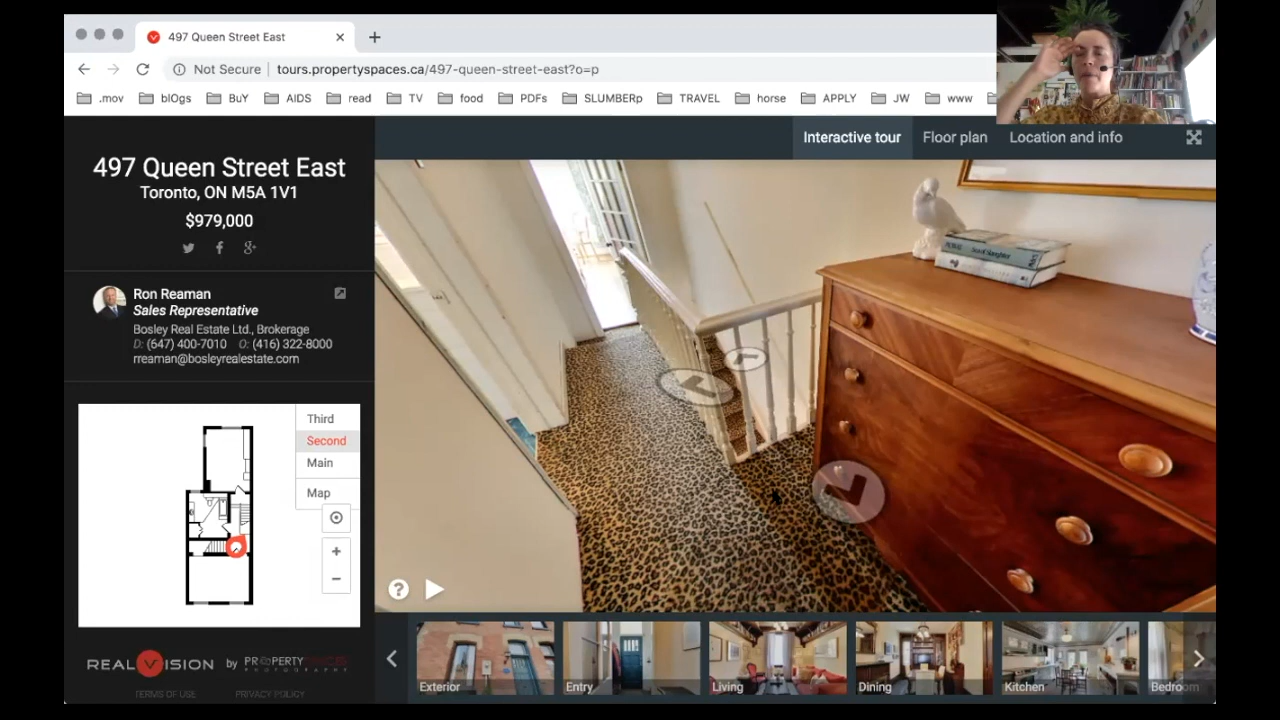 497 Queen Street East
Not Secure | tours.propertyspaces.ca/497-queen-street-east?o=p
.mov blOgs BuY AIDS read TV food PDFs SLUMBERp TRAVEL horse APPLY JW www
Interactive tour Floor plan Location and info
497 Queen Street East
Toronto, ON M5A 1V1
$979,000
Ron Reaman
Sales Representative
Bosley Real Estate Ltd., Brokerage
D: (647) 400-7010 O: (416) 322-8000
rreaman@bosleyrealestate.com
Third
Second
Main
Map
REALVISION by PROPERTY
PHOTOGRAPHY
TERMS OF USE PRIVACY POLICY
Exterior Entry Living Dining Kitchen Bedroom